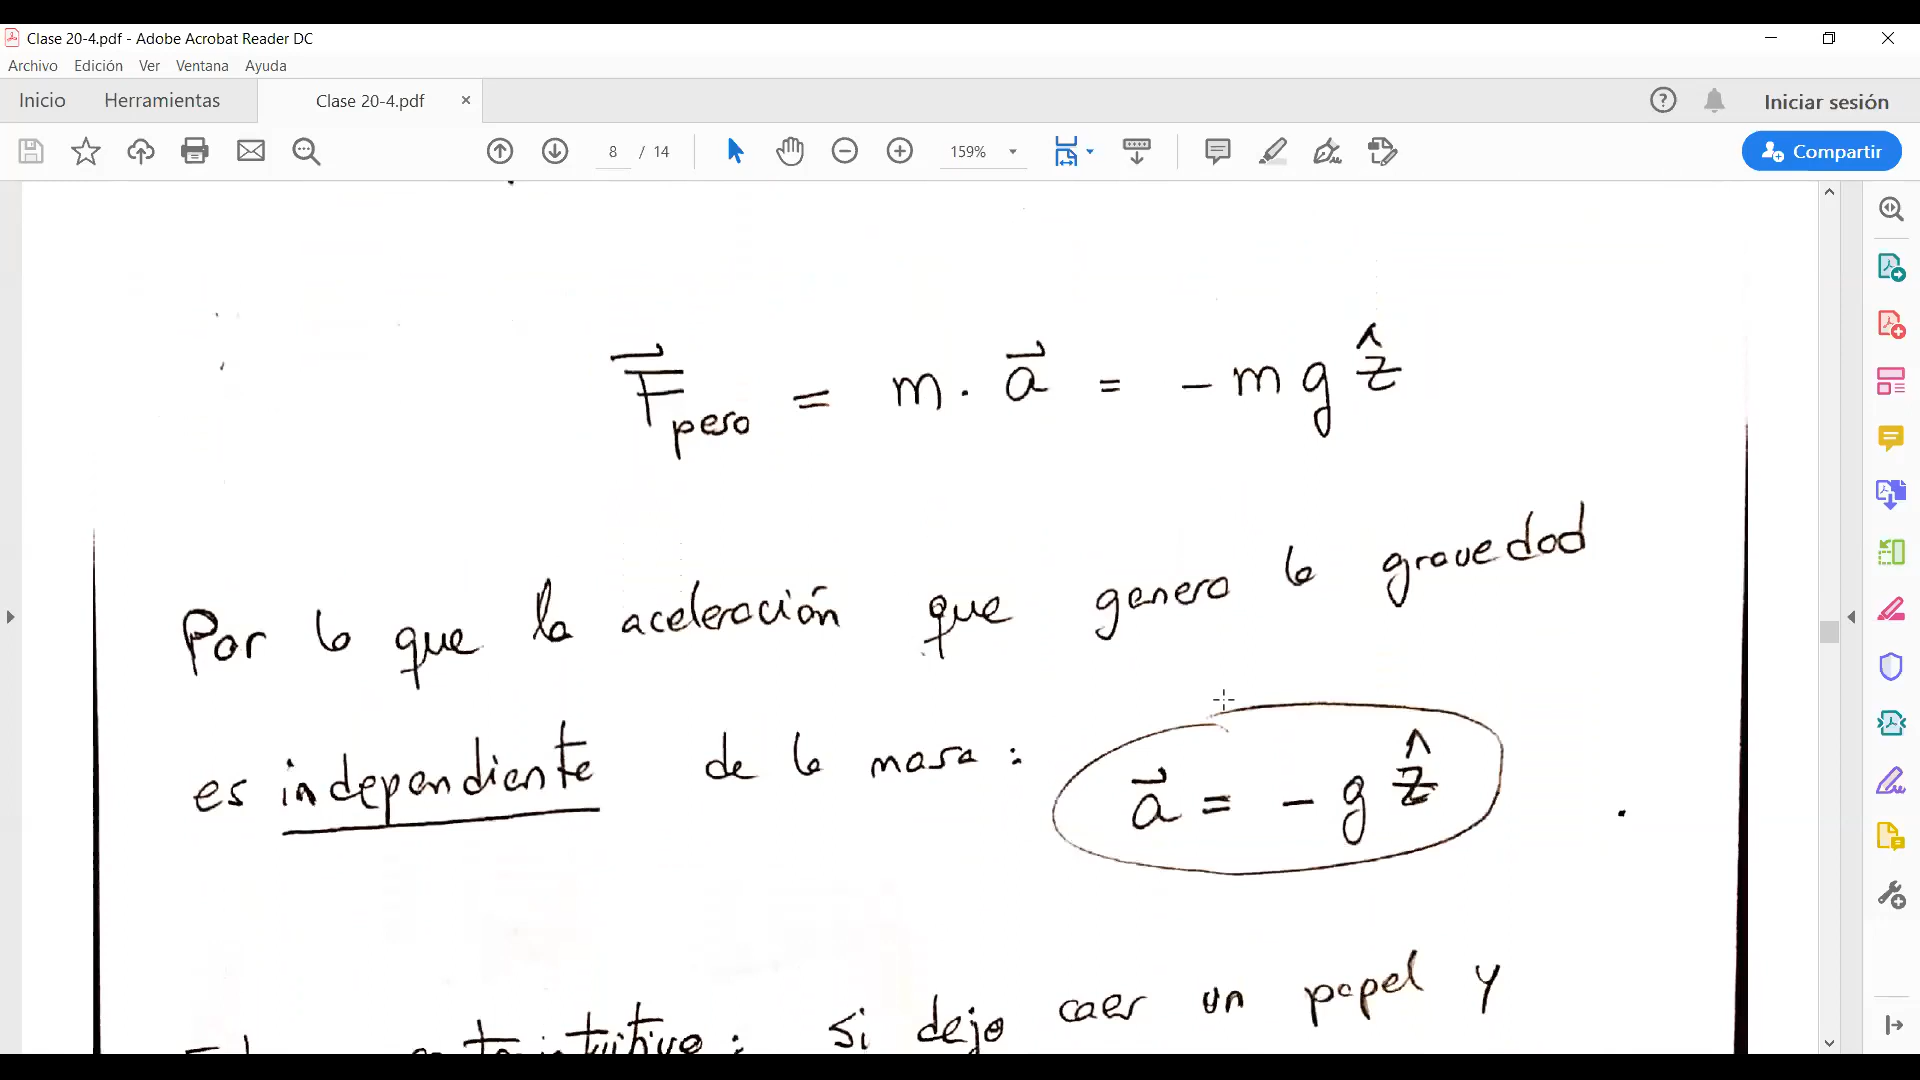 Clase 20-4.pdf - Adobe Acrobat Reader DC
Archivo Edición Ver Ventana Ayuda
Inicio Herramientas Clase 20-4.pdf × Iniciar sesión
8 / 14 159% Compartir
F⃗peso = m . a⃗ = - m g ẑ
Por lo que la aceleración que genera la gravedad
es independiente de la masa : a⃗ = - g ẑ .
si dejo caer un papel y